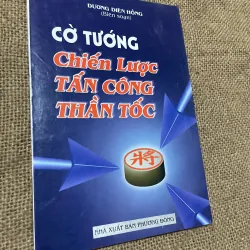 DƯƠNG DIÊN HỒNG
(Biên soạn)
CỜ TƯỚNG
Chiến Lược
TẤN CÔNG
THẦN TỐC
將
NHÀ XUẤT BẢN PHƯƠNG ĐÔNG